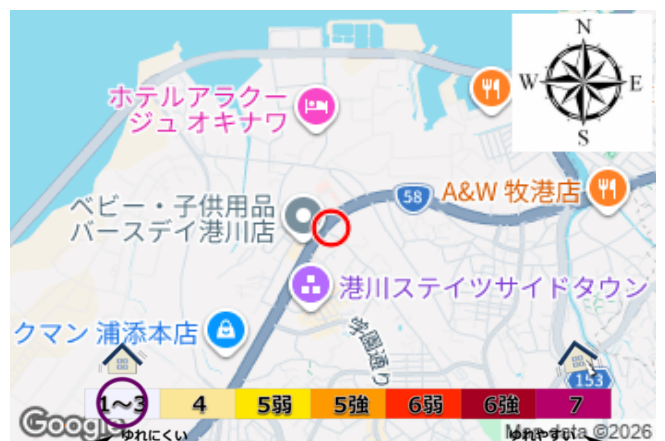 N
W E
S
ホテルアラクー
ジュ オキナワ
58
A&W 牧港店
ベビー・子供用品
バースデイ港川店
港川ステイツサイドタウン
クマン 浦添本店
学園通り
153
1～3 4 5弱 5強 6弱 6強 7
Google
ゆれにくい
ゆれやすい
Map data ©2026